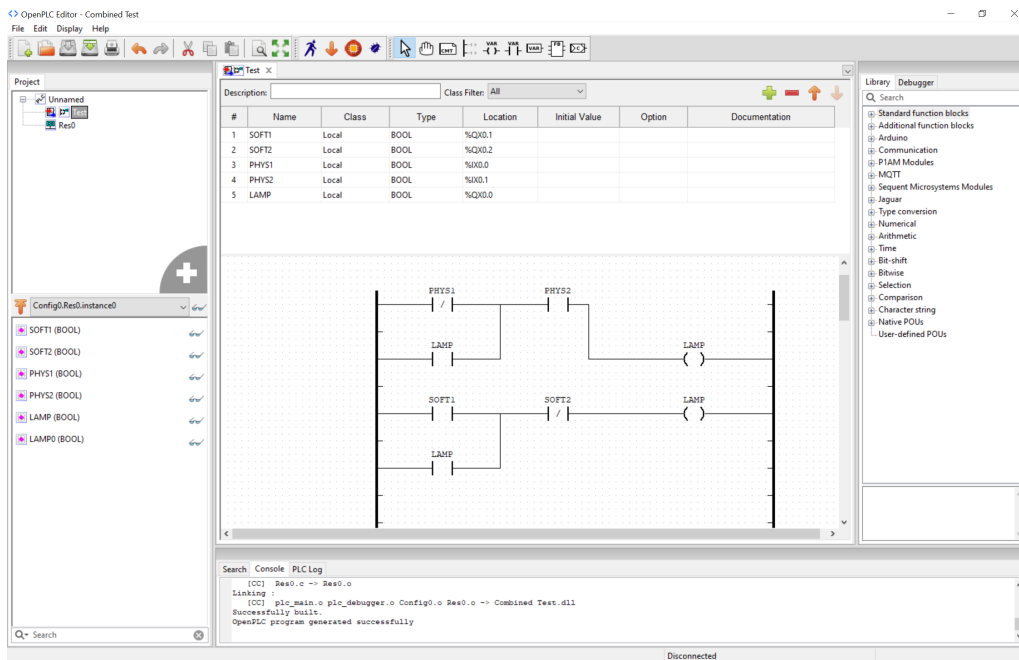 OpenPLC Editor - Combined Test
File Edit Display Help
Project
Unnamed
Test
Res0
Config0.Res0.instance0
SOFT1 (BOOL)
SOFT2 (BOOL)
PHYS1 (BOOL)
PHYS2 (BOOL)
LAMP (BOOL)
LAMP0 (BOOL)
Search
CMT
VAR
VAR
VAR
FB
Test X
Description: Class Filter: All
# Name Class Type Location Initial Value Option Documentation
1 SOFT1 Local BOOL %QX0.1
2 SOFT2 Local BOOL %QX0.2
3 PHYS1 Local BOOL %IX0.0
4 PHYS2 Local BOOL %IX0.1
5 LAMP Local BOOL %QX0.0
PHYS1 PHYS2
LAMP LAMP
SOFT1 SOFT2 LAMP
LAMP
Search Console PLC Log
[CC] Res0.c -> Res0.o
Linking :
[CC] plc_main.o plc_debugger.o Config0.o Res0.o -> Combined Test.dll
Successfully built.
OpenPLC program generated successfully
Library Debugger
Search
Standard function blocks
Additional function blocks
Arduino
Communication
P1AM Modules
MQTT
Sequent Microsystems Modules
Jaguar
Type conversion
Numerical
Arithmetic
Time
Bit-shift
Bitwise
Selection
Comparison
Character string
Native POUs
User-defined POUs
Disconnected